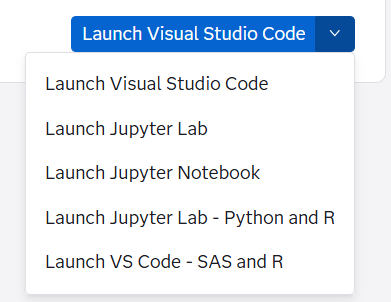 Launch Visual Studio Code
Launch Visual Studio Code
Launch Jupyter Lab
Launch Jupyter Notebook
Launch Jupyter Lab - Python and R
Launch VS Code - SAS and R